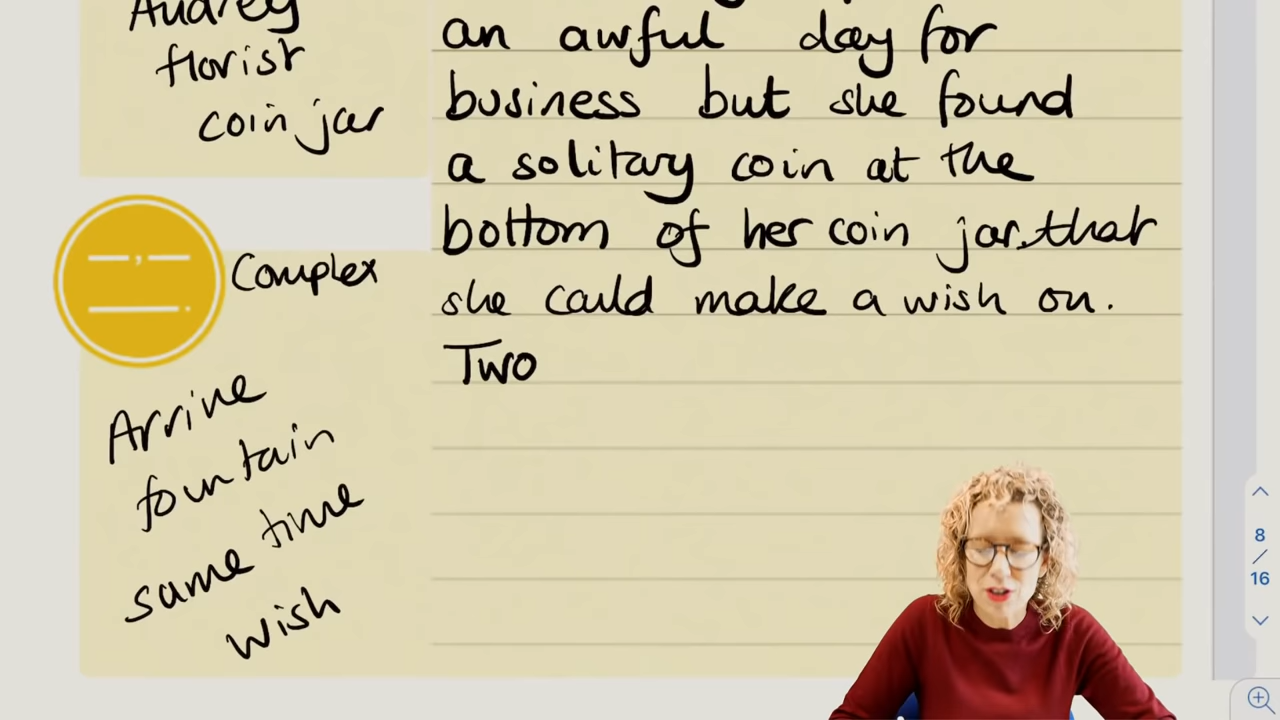 Audrey
florist
coin jar
an awful day for
business but she found
a solitary coin at the
bottom of her coin jar that
she could make a wish on.
Two
Complex
Arrive
fountain
same time
wish
8
/
16